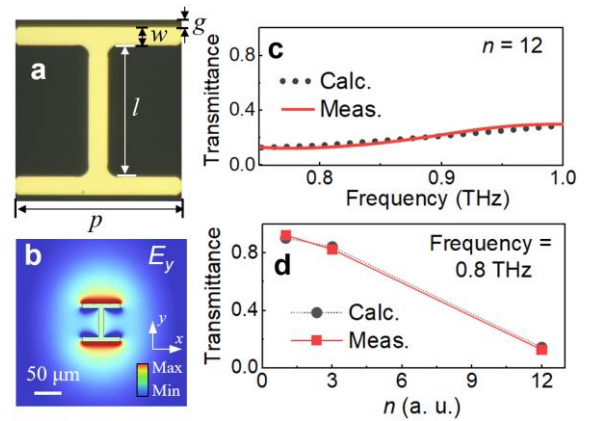 a
g
w
l
p
b
E_y
y
x
50 μm
Max
Min
c
n = 12
Calc.
Meas.
Transmittance
0.8
0.4
0.0
0.8
0.9
1.0
Frequency (THz)
d
Frequency =
0.8 THz
Calc.
Meas.
Transmittance
0.8
0.4
0.0
0
3
6
9
12
n (a. u.)